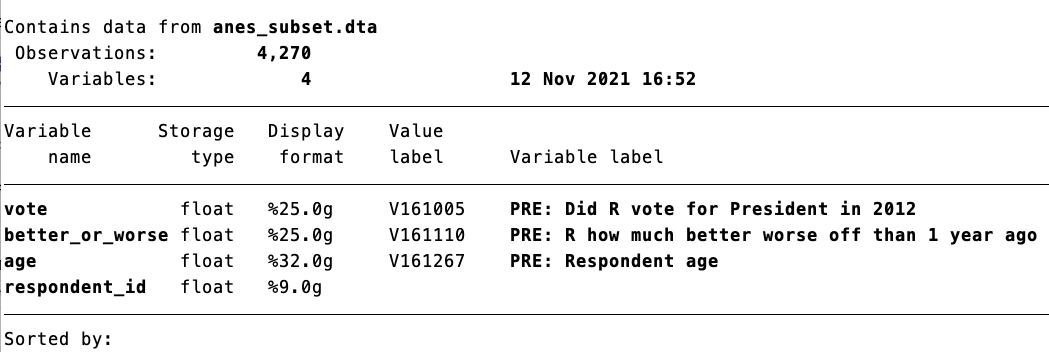 Contains data from anes_subset.dta
Observations: 4,270
Variables: 4 12 Nov 2021 16:52
Variable Storage Display Value
name type format label Variable label
vote float %25.0g V161005 PRE: Did R vote for President in 2012
better_or_worse float %25.0g V161110 PRE: R how much better worse off than 1 year ago
age float %32.0g V161267 PRE: Respondent age
respondent_id float %9.0g
Sorted by: